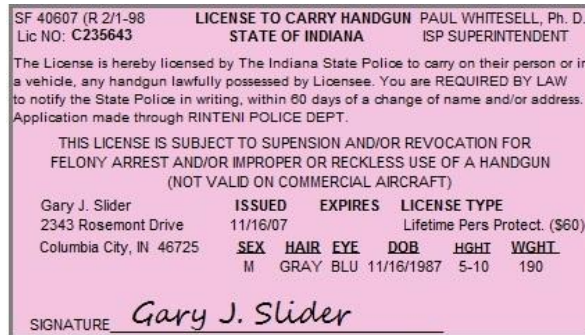 SF 40607 (R 2/1-98 LICENSE TO CARRY HANDGUN PAUL WHITESELL, Ph. D.
Lic NO: C235643 STATE OF INDIANA ISP SUPERINTENDENT
The License is hereby licensed by The Indiana State Police to carry on their person or in
a vehicle, any handgun lawfully possessed by Licensee. You are REQUIRED BY LAW
to notify the State Police in writing, within 60 days of a change of name and/or address.
Application made through RINTENI POLICE DEPT.
THIS LICENSE IS SUBJECT TO SUPENSION AND/OR REVOCATION FOR
FELONY ARREST AND/OR IMPROPER OR RECKLESS USE OF A HANDGUN
(NOT VALID ON COMMERCIAL AIRCRAFT)
Gary J. Slider ISSUED EXPIRES LICENSE TYPE
2343 Rosemont Drive 11/16/07 Lifetime Pers Protect. ($60)
Columbia City, IN 46725 SEX HAIR EYE DOB HGHT WGHT
M GRAY BLU 11/16/1987 5-10 190
SIGNATURE Gary J. Slider